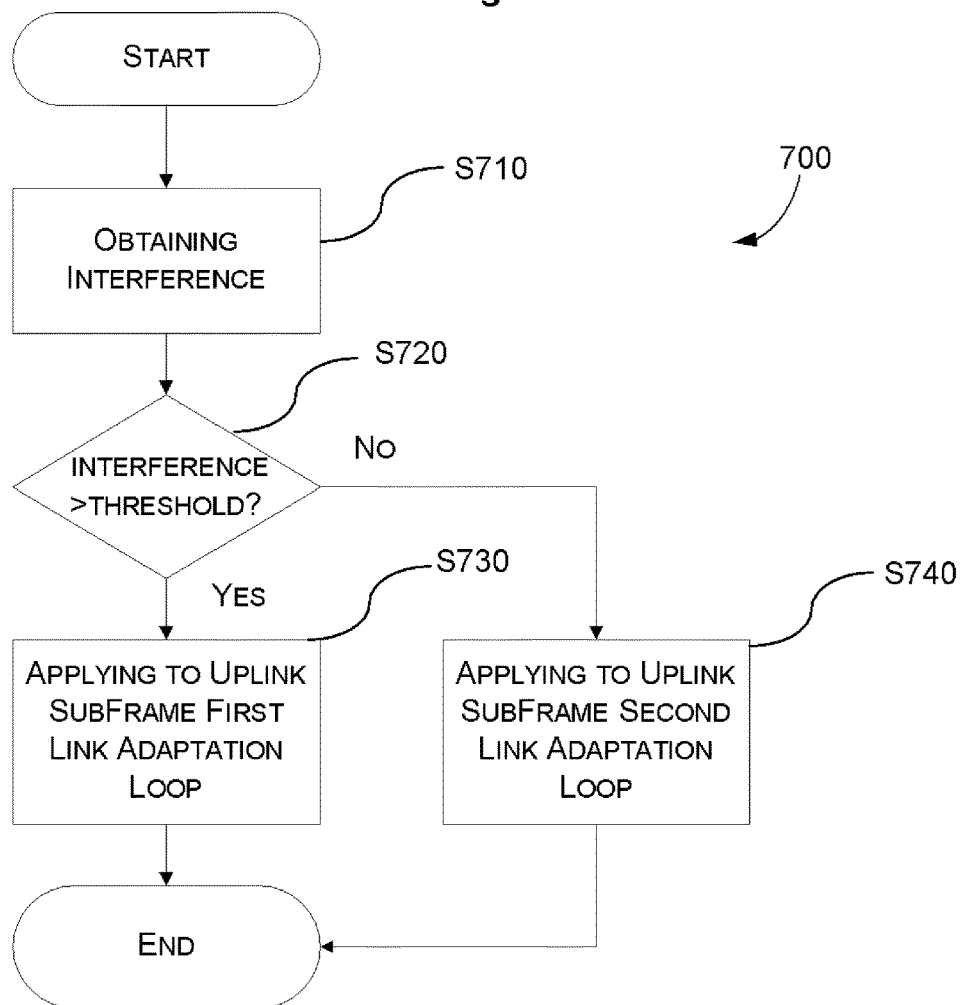 START
S710
700
OBTAINING
INTERFERENCE
S720
NO
INTERFERENCE
>THRESHOLD?
S730
YES
S740
APPLYING TO UPLINK
SUBFRAME FIRST
LINK ADAPTATION
LOOP
APPLYING TO UPLINK
SUBFRAME SECOND
LINK ADAPTATION
LOOP
END